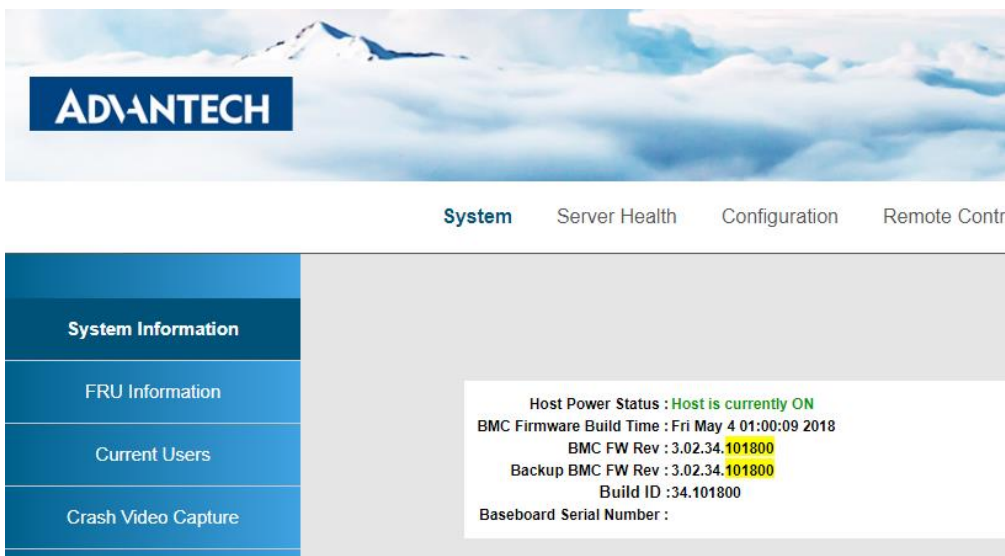 ADVANTECH
System Server Health Configuration Remote Contr
System Information
FRU Information
Current Users
Crash Video Capture
Host Power Status : Host is currently ON
BMC Firmware Build Time : Fri May 4 01:00:09 2018
BMC FW Rev : 3.02.34.101800
Backup BMC FW Rev : 3.02.34.101800
Build ID :34.101800
Baseboard Serial Number :